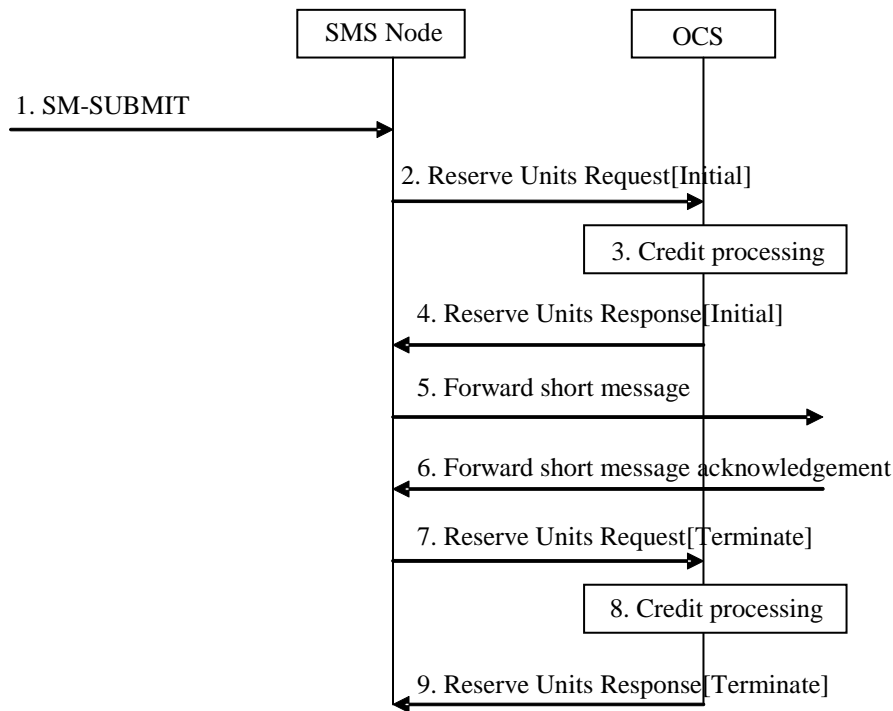 SMS Node
OCS
1. SM-SUBMIT
2. Reserve Units Request[Initial]
3. Credit processing
4. Reserve Units Response[Initial]
5. Forward short message
6. Forward short message acknowledgement
7. Reserve Units Request[Terminate]
8. Credit processing
9. Reserve Units Response[Terminate]